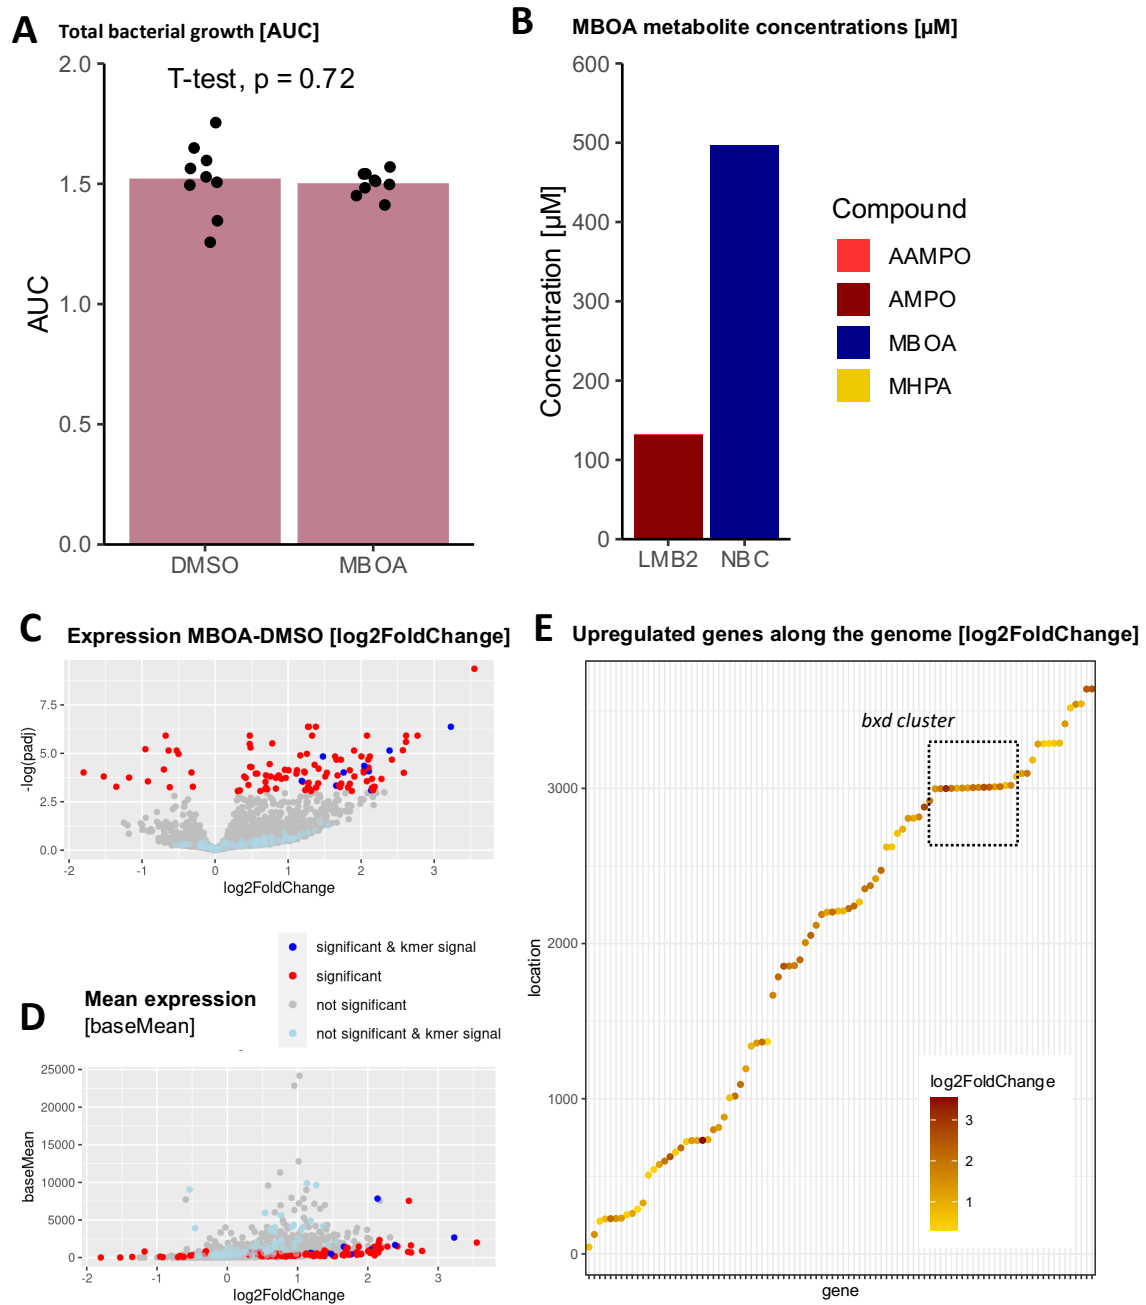 A
Total bacterial growth [AUC]
T-test, p = 0.72
AUC
2.0
1.5
1.0
0.5
0.0
DMSO
MBOA
B
MBOA metabolite concentrations [µM]
Concentration [µM]
600
500
400
300
200
100
0
LMB2
NBC
Compound
AAMPO
AMPO
MBOA
MHPA
C
Expression MBOA-DMSO [log2FoldChange]
-log(padj)
7.5
5.0
2.5
0.0
-2
-1
0
1
2
3
log2FoldChange
significant & kmer signal
significant
not significant
not significant & kmer signal
D
Mean expression
[baseMean]
baseMean
25000
20000
15000
10000
5000
0
-2
-1
0
1
2
3
log2FoldChange
E
Upregulated genes along the genome [log2FoldChange]
bxd cluster
location
3000
2000
1000
0
log2FoldChange
3
2
1
gene